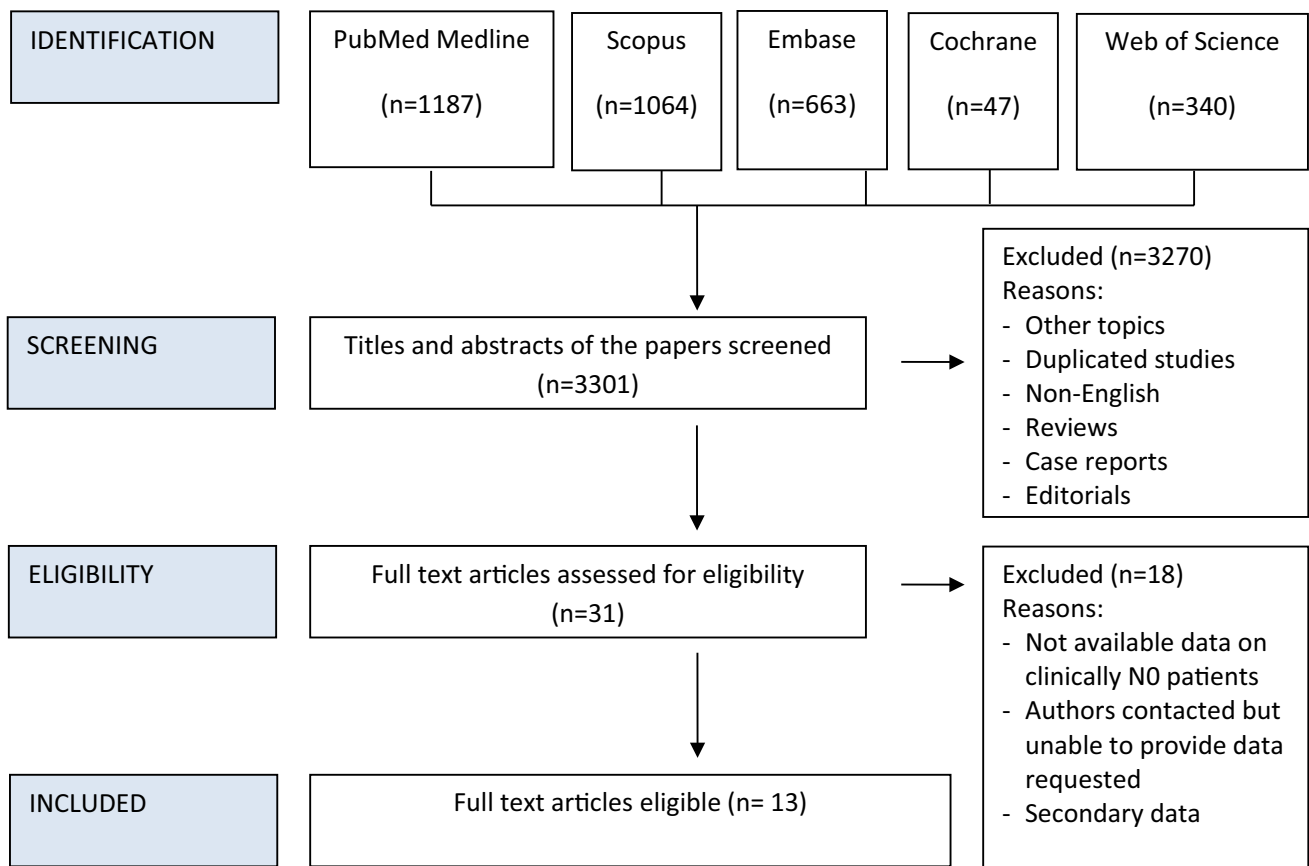 IDENTIFICATION
PubMed Medline
(n=1187)
Scopus
(n=1064)
Embase
(n=663)
Cochrane
(n=47)
Web of Science
(n=340)
SCREENING
Titles and abstracts of the papers screened
(n=3301)
Excluded (n=3270)
Reasons:
- Other topics
- Duplicated studies
- Non-English
- Reviews
- Case reports
- Editorials
ELIGIBILITY
Full text articles assessed for eligibility
(n=31)
Excluded (n=18)
Reasons:
- Not available data on
clinically N0 patients
- Authors contacted but
unable to provide data
requested
- Secondary data
INCLUDED
Full text articles eligible (n= 13)